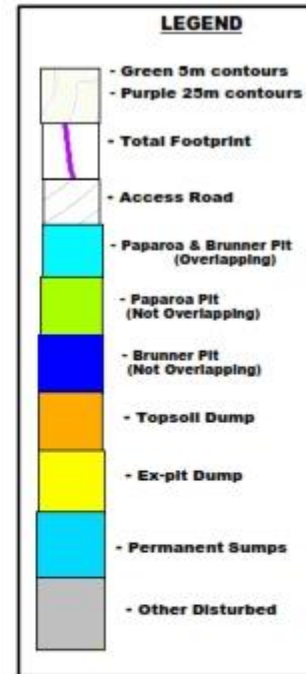 LEGEND
- Green 5m contours
- Purple 25m contours
- Total Footprint
- Access Road
- Paparoa & Brunner Pit
(Overlapping)
- Paparoa Pit
(Not Overlapping)
- Brunner Pit
(Not Overlapping)
- Topsoil Dump
- Ex-pit Dump
- Permanent Sumps
- Other Disturbed